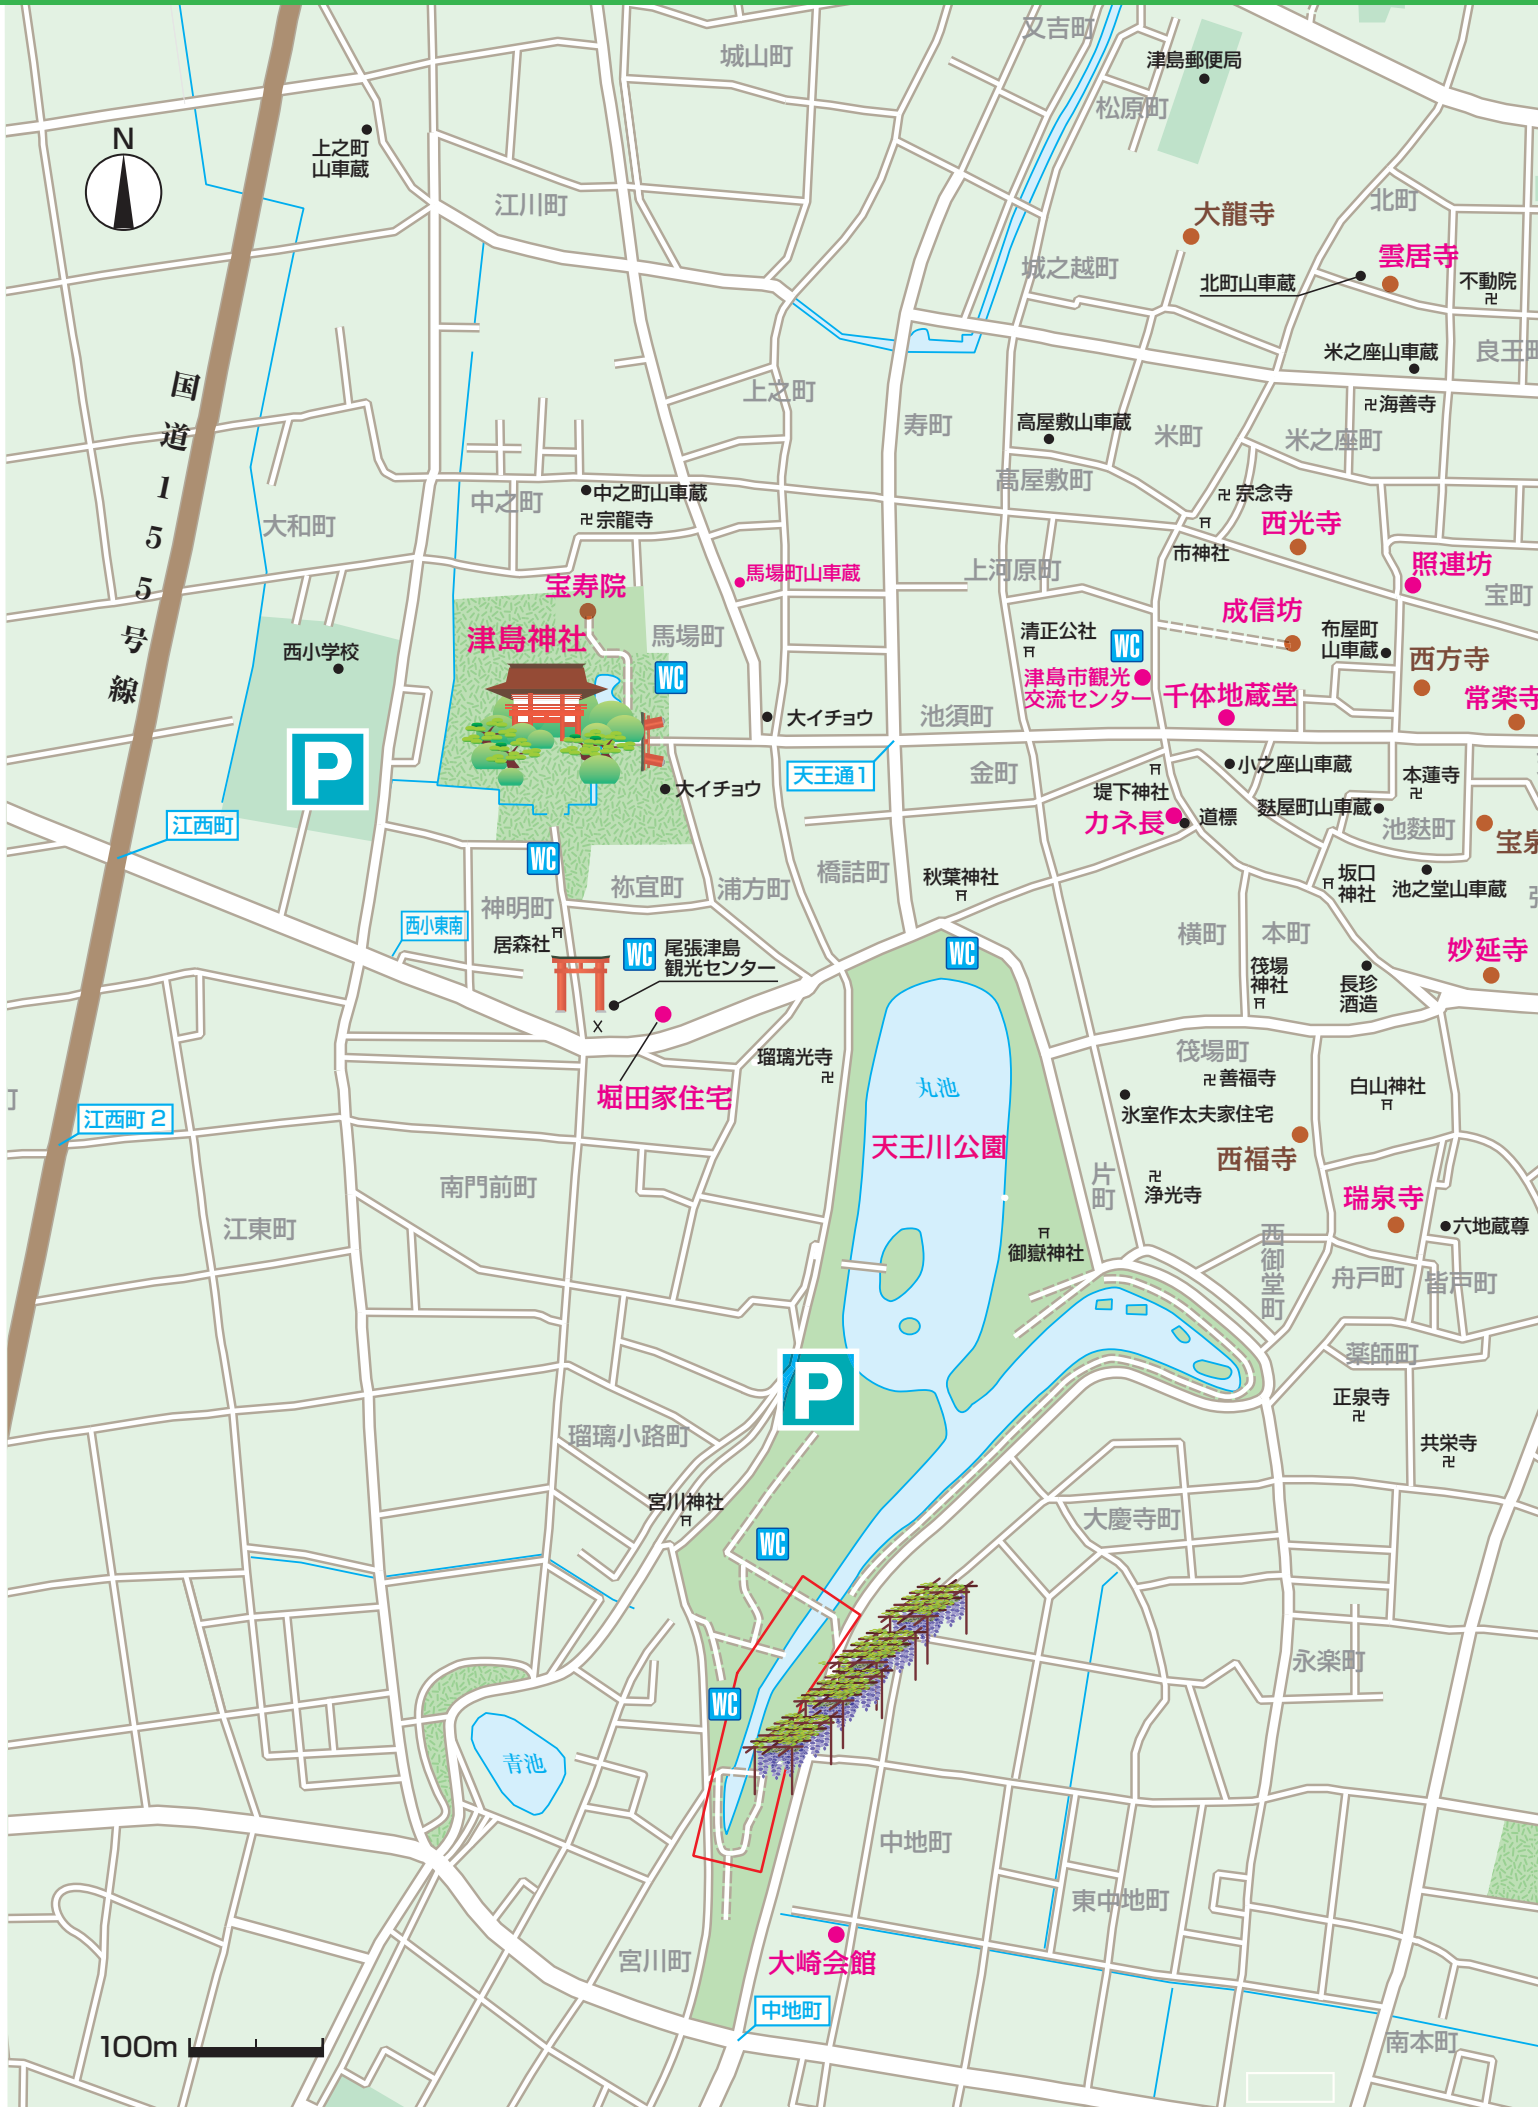 又吉町
城山町
津島郵便局
松原町
N
上之町
山車蔵
江川町
北町
大龍寺
雲居寺
城之越町
北町山車蔵
不動院
卍
米之座山車蔵
良王町
国道155号線
上之町
卍海善寺
寿町
高屋敷山車蔵
米町
米之座町
高屋敷町
中之町
中之町山車蔵
卍宗龍寺
大和町
卍宗念寺
西光寺
市神社
照連坊
上河原町
馬場町山車蔵
宝寿院
宝町
成信坊
津島神社
馬場町
清正公社
WC
布屋町
山車蔵
西小学校
西方寺
WC
津島市観光
交流センター
千体地蔵堂
常楽寺
大イチョウ
池須町
P
天王通1
金町
小之座山車蔵
本蓮寺
卍
大イチョウ
堤下神社
麩屋町山車蔵
カネ長
道標
池麩町
江西町
宝泉
WC
橋詰町
秋葉神社
坂口
神社
池之堂山車蔵
祢宜町
浦方町
神明町
西小東南
居森社
横町
本町
妙延寺
WC
尾張津島
観光センター
WC
筏場
神社
長珍
酒造
X
瑠璃光寺
卍
筏場町
卍善福寺
丸池
白山神社
堀田家住宅
江西町2
氷室作太夫家住宅
天王川公園
西福寺
片町
卍
浄光寺
南門前町
瑞泉寺
江東町
六地蔵尊
御嶽神社
西御堂町
舟戸町
皆戸町
薬師町
P
正泉寺
卍
瑠璃小路町
共栄寺
卍
宮川神社
大慶寺町
WC
永楽町
WC
青池
中地町
東中地町
宮川町
大崎会館
中地町
100m
南本町